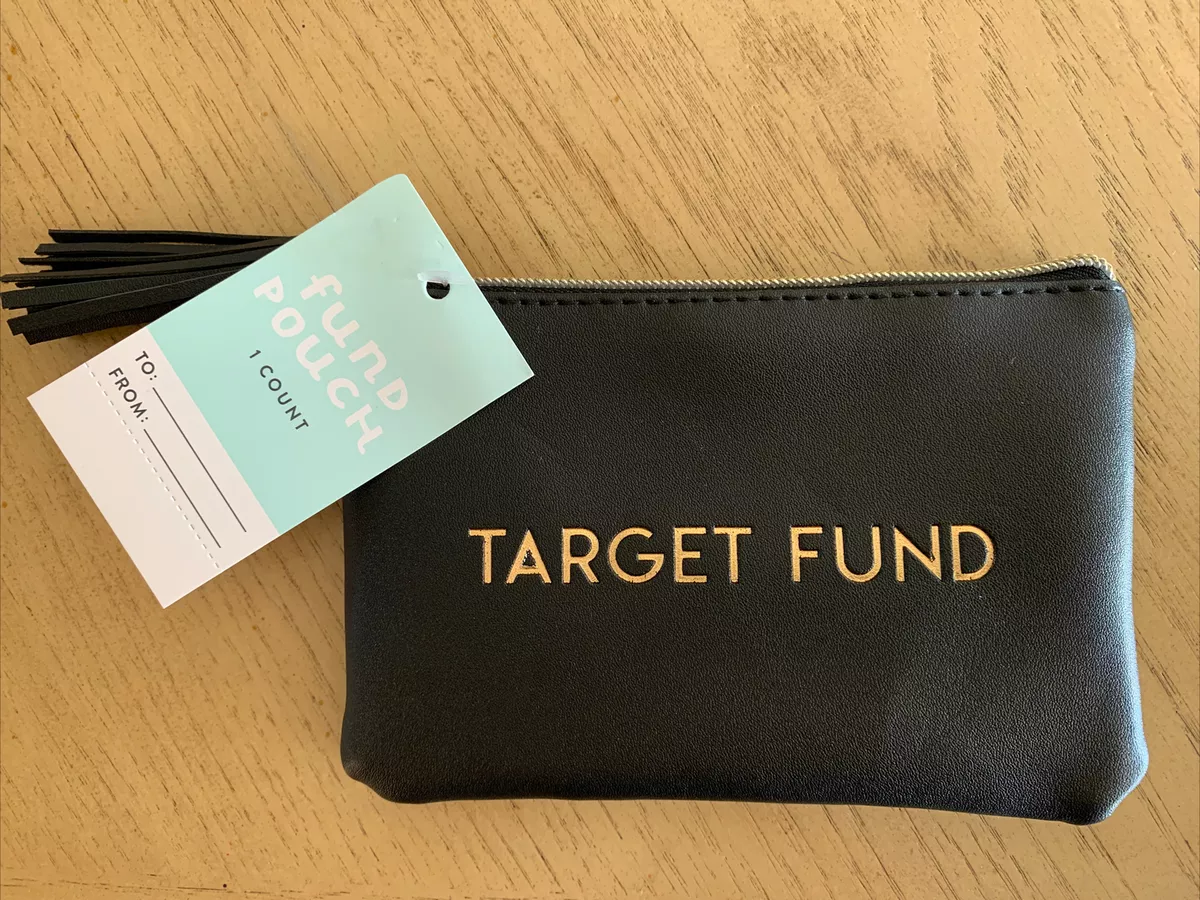 fund
POUCH
1 COUNT
TO:
FROM:
TARGET FUND